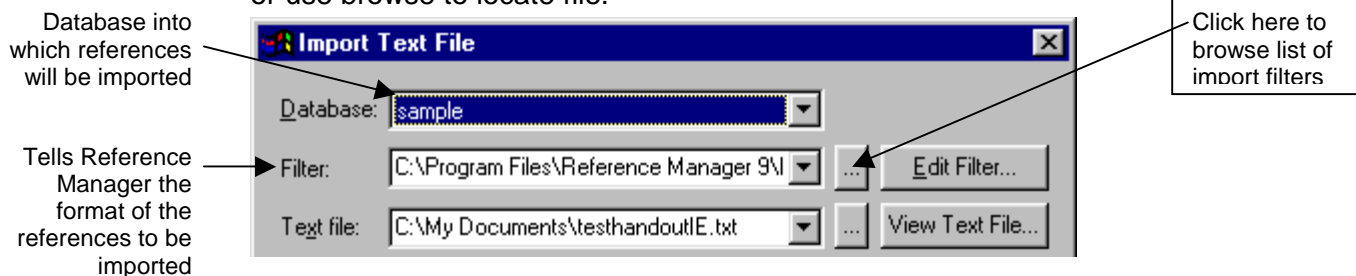 or use browse to locate file.
Database into
which references
will be imported
Import Text File
Click here to
browse list of
import filters
Database: sample
Tells Reference
Manager the
format of the
references to be
imported
Filter: C:\Program Files\Reference Manager 9\I ... Edit Filter...
Text file: C:\My Documents\testhandoutIE.txt ... View Text File...